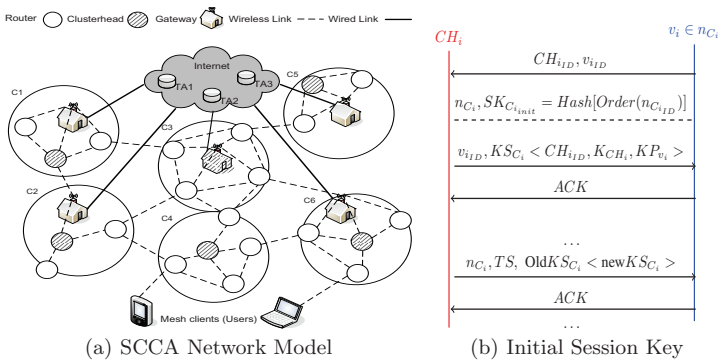 Router Clusterhead Gateway Wireless Link Wired Link
Internet
TA1
TA2
TA3
C1
C2
C3
C4
C5
C6
Mesh clients (Users)
(a) SCCA Network Model
CH_i
v_i ∈ n_{C_i}
CH_{i_{ID}}, v_{i_{ID}}
n_{C_i}, SK_{C_{i_{init}}} = Hash[Order(n_{C_{i_{ID}}})]
v_{i_{ID}}, KS_{C_i} < CH_{i_{ID}}, K_{CH_i}, KP_{v_i} >
ACK
...
n_{C_i}, TS, OldKS_{C_i} < newKS_{C_i} >
ACK
...
(b) Initial Session Key